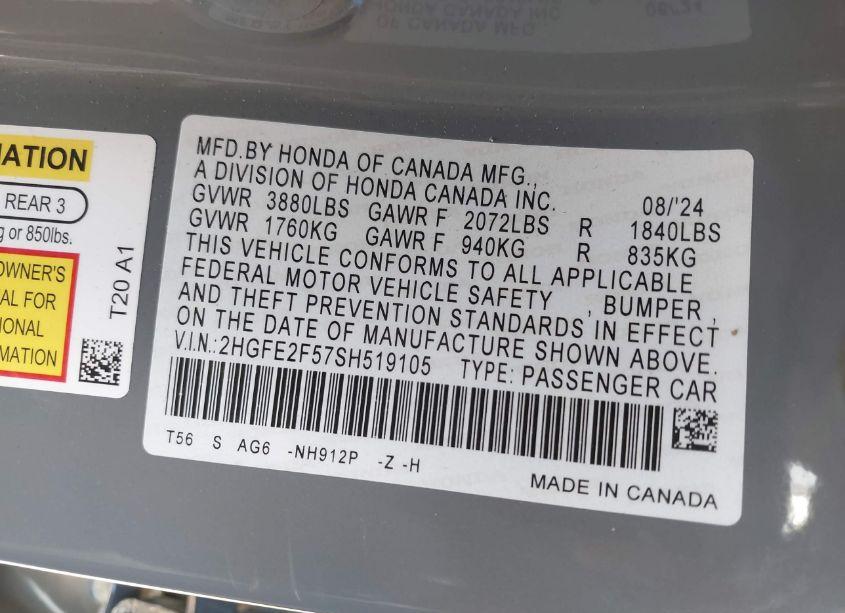 MATION
REAR 3
g or 850lbs.
OWNER'S
AL FOR
IONAL
RMATION
T20 A1
MFD.BY HONDA OF CANADA MFG.,
A DIVISION OF HONDA CANADA INC. 08/'24
GVWR 3880LBS GAWR F 2072LBS R 1840LBS
GVWR 1760KG GAWR F 940KG R 835KG
THIS VEHICLE CONFORMS TO ALL APPLICABLE
FEDERAL MOTOR VEHICLE SAFETY , BUMPER ,
AND THEFT PREVENTION STANDARDS IN EFFECT
ON THE DATE OF MANUFACTURE SHOWN ABOVE.
V.I.N.:2HGFE2F57SH519105 TYPE: PASSENGER CAR
T56 S AG6 -NH912P -Z -H
MADE IN CANADA